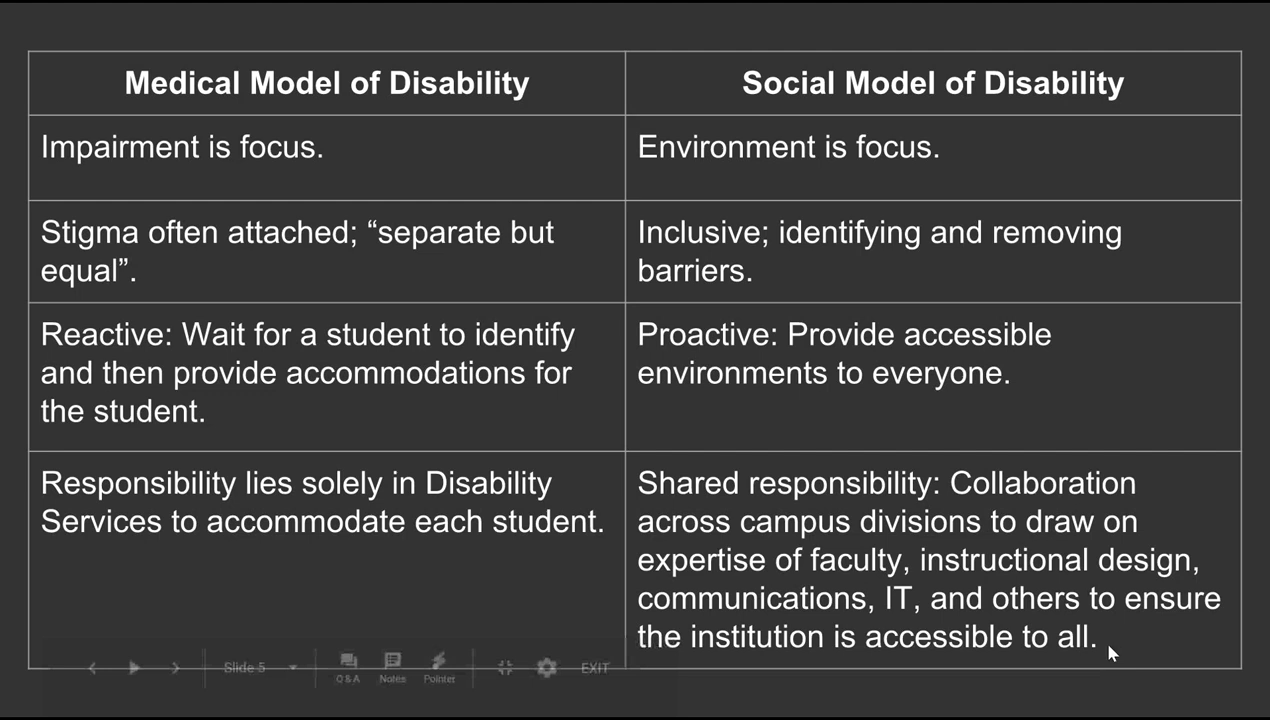 Medical Model of Disability
Social Model of Disability
Impairment is focus.
Environment is focus.
Stigma often attached; “separate but
equal”.
Inclusive; identifying and removing
barriers.
Reactive: Wait for a student to identify
and then provide accommodations for
the student.
Proactive: Provide accessible
environments to everyone.
Responsibility lies solely in Disability
Services to accommodate each student.
Shared responsibility: Collaboration
across campus divisions to draw on
expertise of faculty, instructional design,
communications, IT, and others to ensure
the institution is accessible to all.
Slide 5
Q & A
Notes
Pointer
EXIT